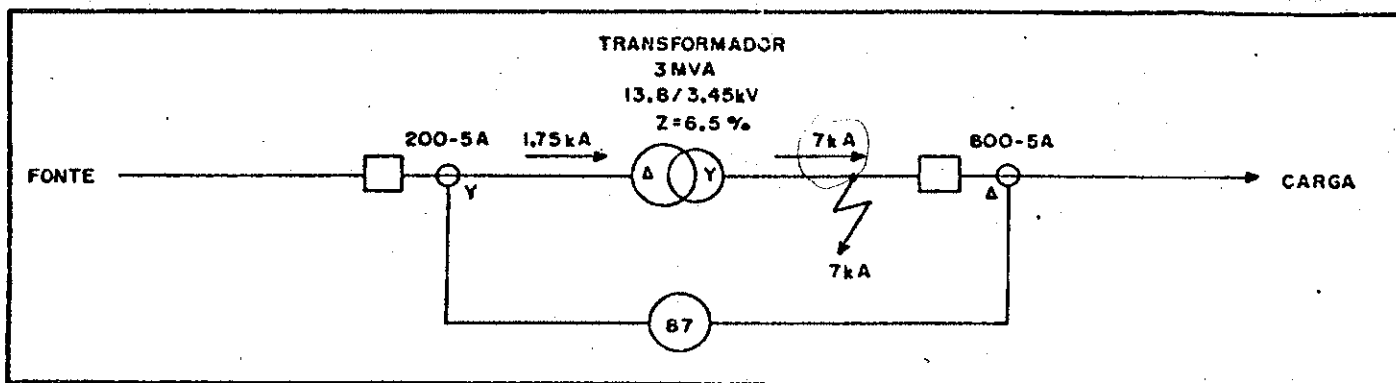 TRANSFORMADOR
3 MVA
13.8/3.45kV
Z=6.5 %
200-5A
1.75kA
7kA
800-5A
FONTE
Y
Δ
Y
Δ
CARGA
7kA
87